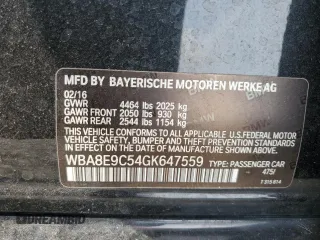 MFD BY BAYERISCHE MOTOREN WERKE AG
02/16
GVWR 4464 lbs 2025 kg
GAWR FRONT 2050 lbs 930 kg
GAWR REAR 2544 lbs 1154 kg
THIS VEHICLE CONFORMS TO ALL APPLICABLE U.S. FEDERAL
MOTOR VEHICLE SAFETY, BUMPER, AND THEFT PREVENTION
STANDARDS IN EFFECT ON THE DATE OF MANUFACTURE SHOWN ABOVE.
WBA8E9C54GK647559
TYPE: PASSENGER CAR
475/